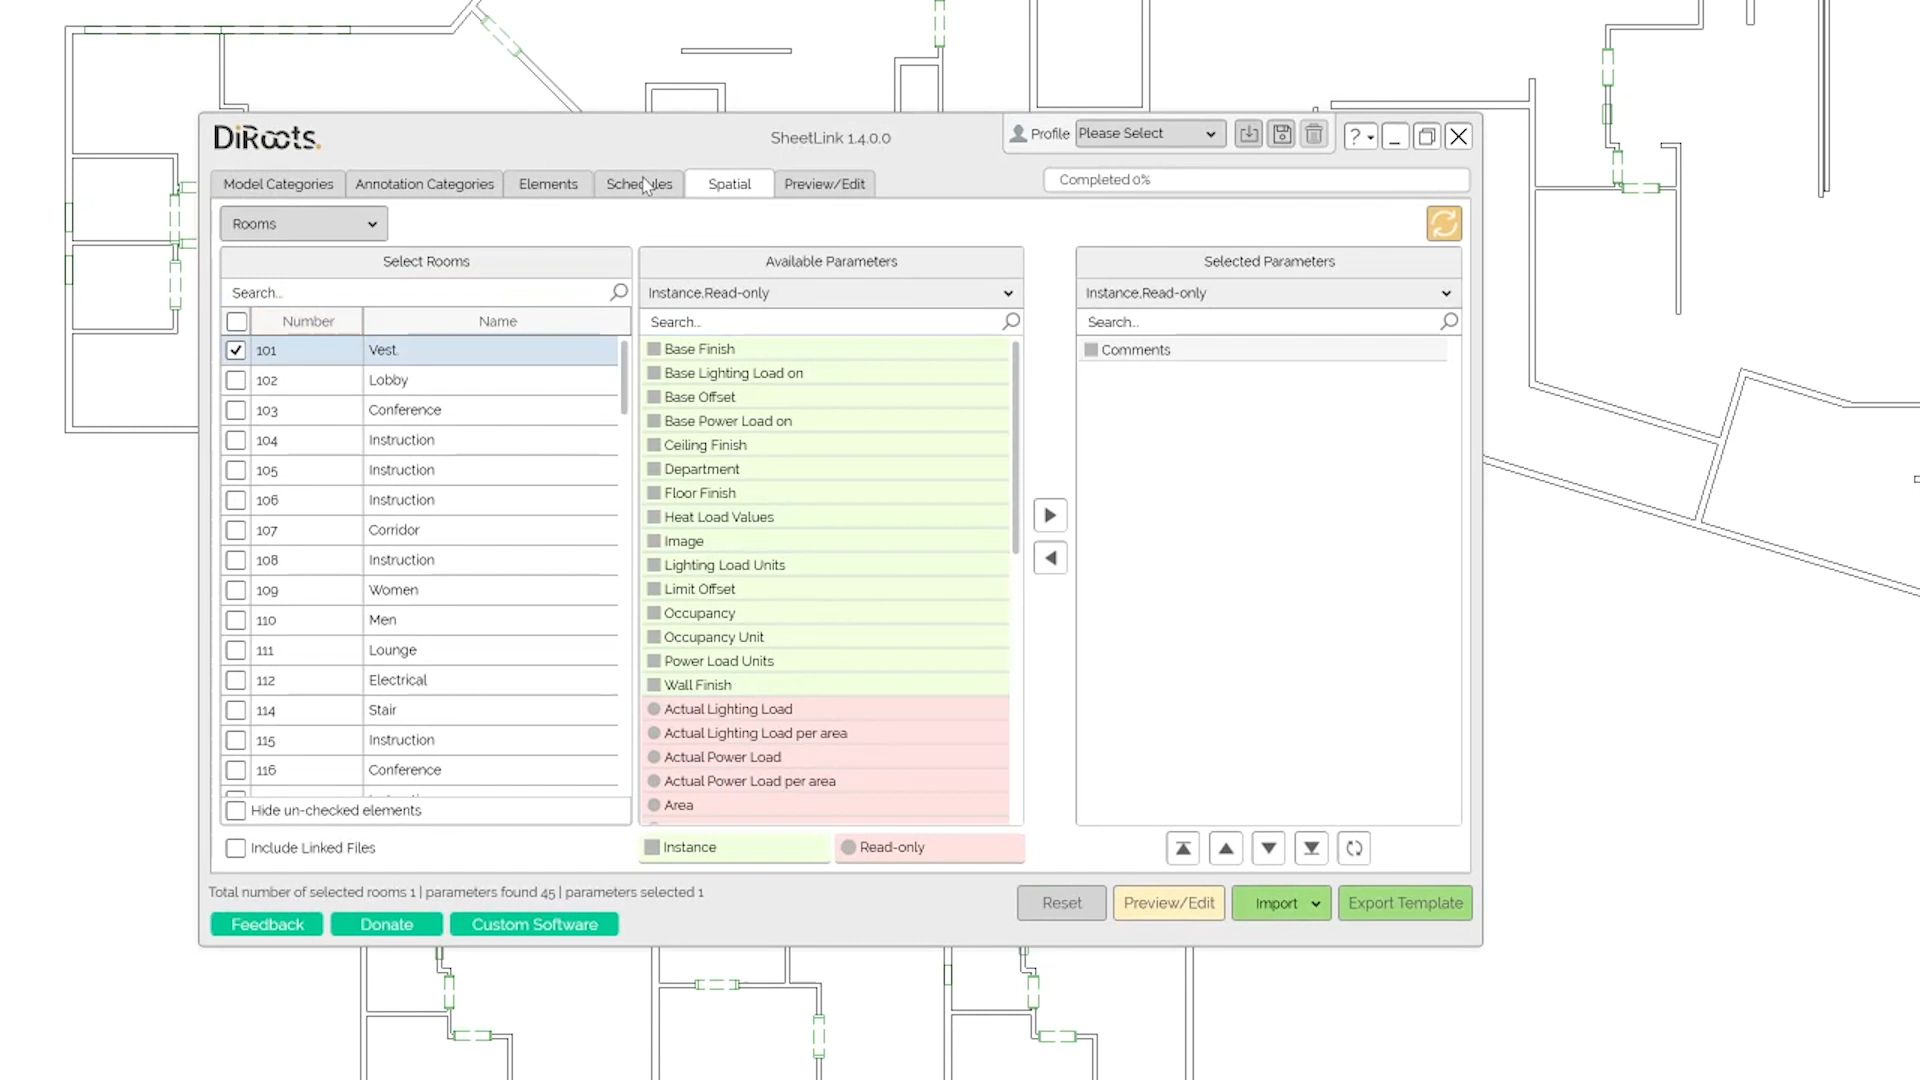 DiRoots.
SheetLink 1.4.0.0
Profile
Please Select
?
Model Categories
Annotation Categories
Elements
Schedules
Spatial
Preview/Edit
Completed 0%
Rooms
Select Rooms
Available Parameters
Selected Parameters
Search...
Instance,Read-only
Instance,Read-only
Number Name
Search...
Search...
101 Vest.
102 Lobby
103 Conference
104 Instruction
105 Instruction
106 Instruction
107 Corridor
108 Instruction
109 Women
110 Men
111 Lounge
112 Electrical
114 Stair
115 Instruction
116 Conference
Hide un-checked elements
Include Linked Files
Base Finish
Base Lighting Load on
Base Offset
Base Power Load on
Ceiling Finish
Department
Floor Finish
Heat Load Values
Image
Lighting Load Units
Limit Offset
Occupancy
Occupancy Unit
Power Load Units
Wall Finish
Actual Lighting Load
Actual Lighting Load per area
Actual Power Load
Actual Power Load per area
Area
Instance
Read-only
Comments
Total number of selected rooms 1 | parameters found 45 | parameters selected 1
Reset
Preview/Edit
Import
Export Template
Feedback
Donate
Custom Software